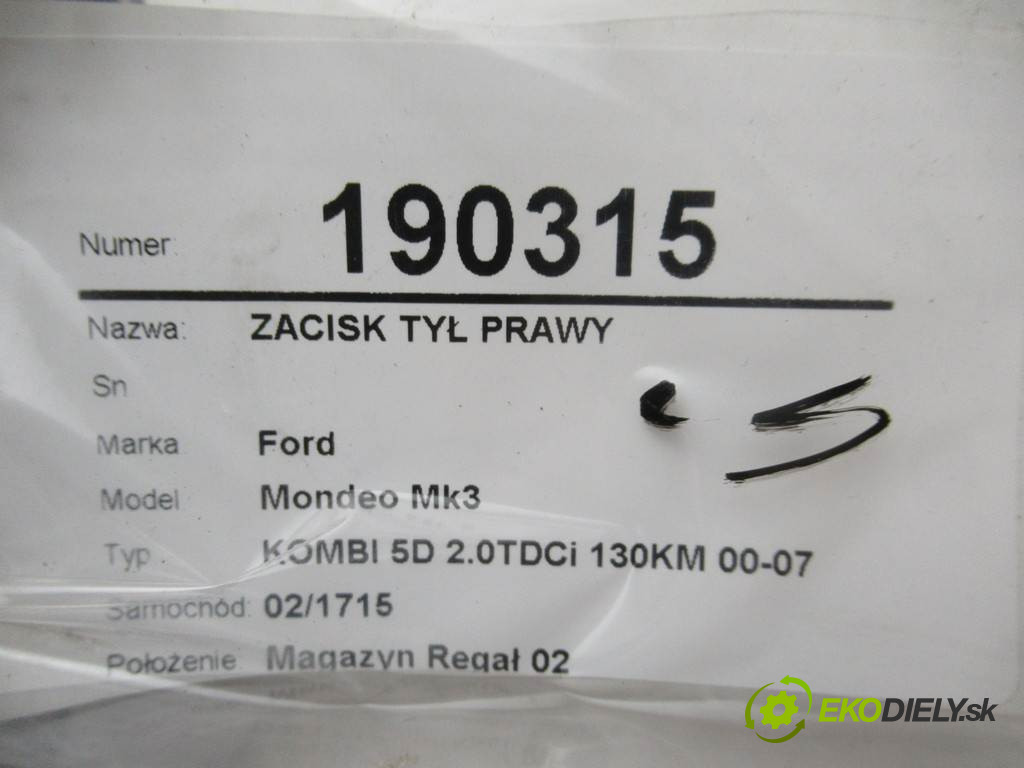 Numer: 190315
Nazwa: ZACISK TYŁ PRAWY
Sn
Marka Ford
Model Mondeo Mk3
Typ KOMBI 5D 2.0TDCi 130KM 00-07
Samochód: 02/1715
Położenie: Magazyn Regał 02
EKODIELY.sk